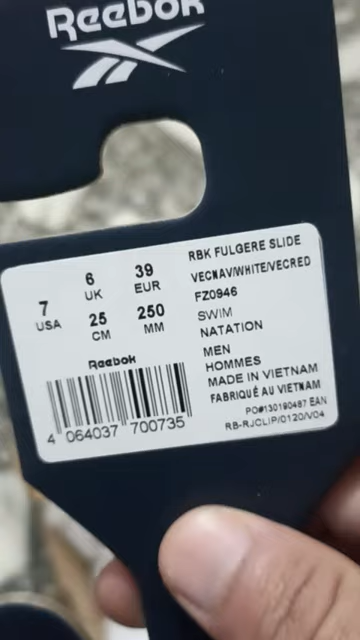 Reebok
7 USA
6 UK
39 EUR
25 CM
250 MM
Reebok
4 064037 700735
RBK FULGERE SLIDE
VECNAV/WHITE/VECRED
FZ0946
SWIM
NATATION
MEN
HOMMES
MADE IN VIETNAM
FABRIQUÉ AU VIETNAM
PO#130190487 EAN
RB-RJCLIP/0120/V04